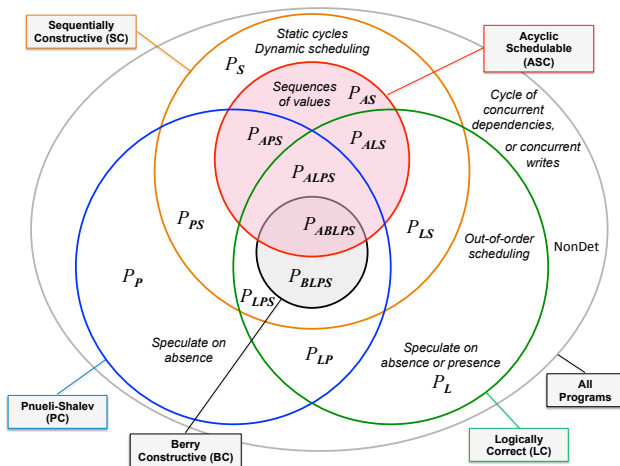 Sequentially
Constructive (SC)
Static cycles
Dynamic scheduling
Acyclic
Schedulable
(ASC)
P_S
Sequences
of values
P_AS
Cycle of
concurrent
dependencies,
or concurrent
writes
P_APS
P_ALS
P_ALPS
P_PS
P_ABLPS
P_LS
Out-of-order
scheduling
NonDet
P_P
P_BLPS
P_LPS
Speculate on
absence
P_LP
Speculate on
absence or presence
P_L
All
Programs
Pnueli-Shalev
(PC)
Berry
Constructive (BC)
Logically
Correct (LC)